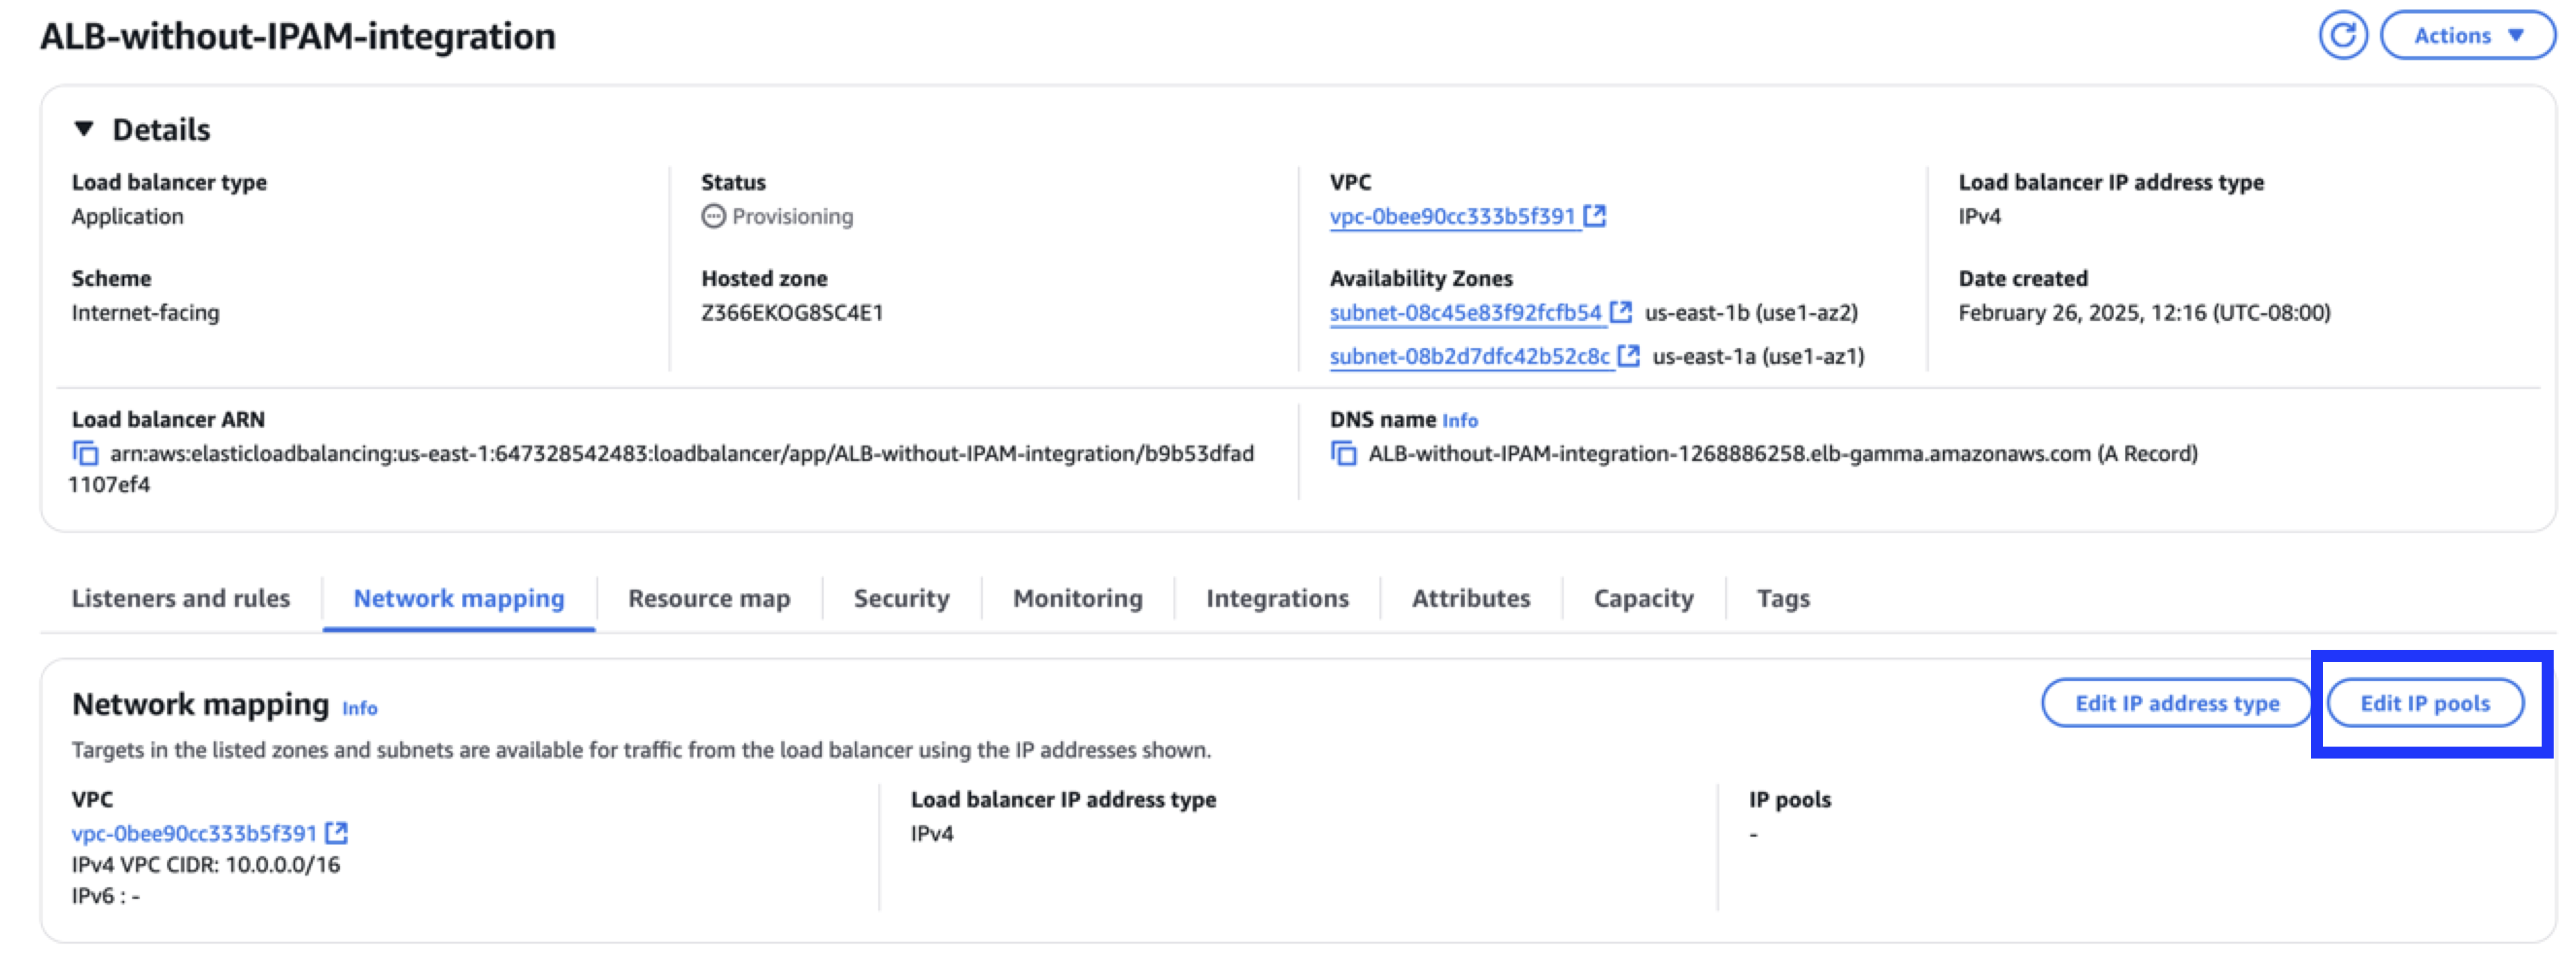 ALB-without-IPAM-integration
Actions
Details
Load balancer type
Application
Status
Provisioning
VPC
vpc-0bee90cc333b5f391
Load balancer IP address type
IPv4
Scheme
Internet-facing
Hosted zone
Z366EKOG8SC4E1
Availability Zones
subnet-08c45e83f92fcfb54 us-east-1b (use1-az2)
subnet-08b2d7dfc42b52c8c us-east-1a (use1-az1)
Date created
February 26, 2025, 12:16 (UTC-08:00)
Load balancer ARN
arn:aws:elasticloadbalancing:us-east-1:647328542483:loadbalancer/app/ALB-without-IPAM-integration/b9b53dfad
1107ef4
DNS name Info
ALB-without-IPAM-integration-1268886258.elb-gamma.amazonaws.com (A Record)
Listeners and rules Network mapping Resource map Security Monitoring Integrations Attributes Capacity Tags
Network mapping Info
Edit IP address type Edit IP pools
Targets in the listed zones and subnets are available for traffic from the load balancer using the IP addresses shown.
VPC
vpc-0bee90cc333b5f391
IPv4 VPC CIDR: 10.0.0.0/16
IPv6 : -
Load balancer IP address type
IPv4
IP pools
-